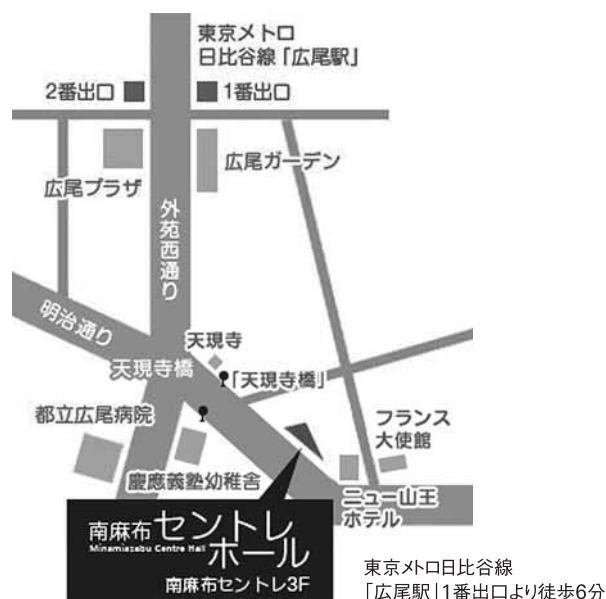 東京メトロ
日比谷線「広尾駅」
2番出口
1番出口
広尾プラザ
広尾ガーデン
外苑西通り
明治通り
天現寺
天現寺橋
「天現寺橋」
都立広尾病院
フランス
大使館
慶應義塾幼稚舎
ニュー山王
ホテル
南麻布セントレ
Minamiazabu Centre Hall
ホール
南麻布セントレ3F
東京メトロ日比谷線
「広尾駅」1番出口より徒歩6分